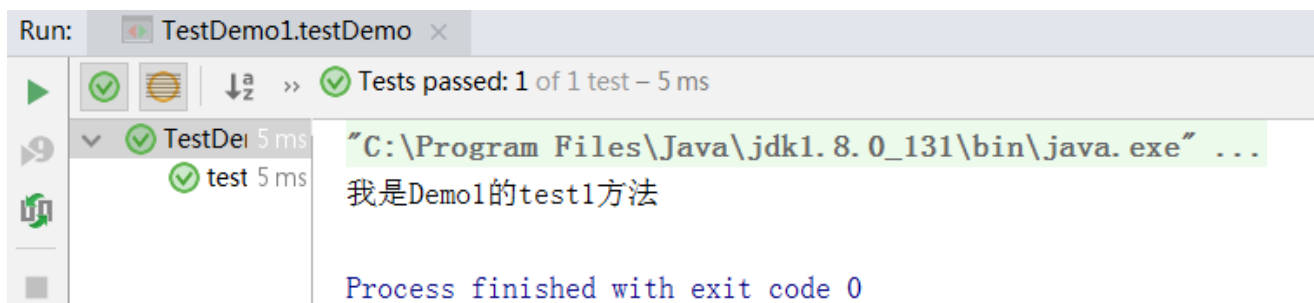 Run: TestDemo1.testDemo ×
Tests passed: 1 of 1 test – 5 ms
TestDe 5 ms
test 5 ms
"C:\Program Files\Java\jdk1.8.0_131\bin\java.exe" ...
我是Demo1的test1方法
Process finished with exit code 0